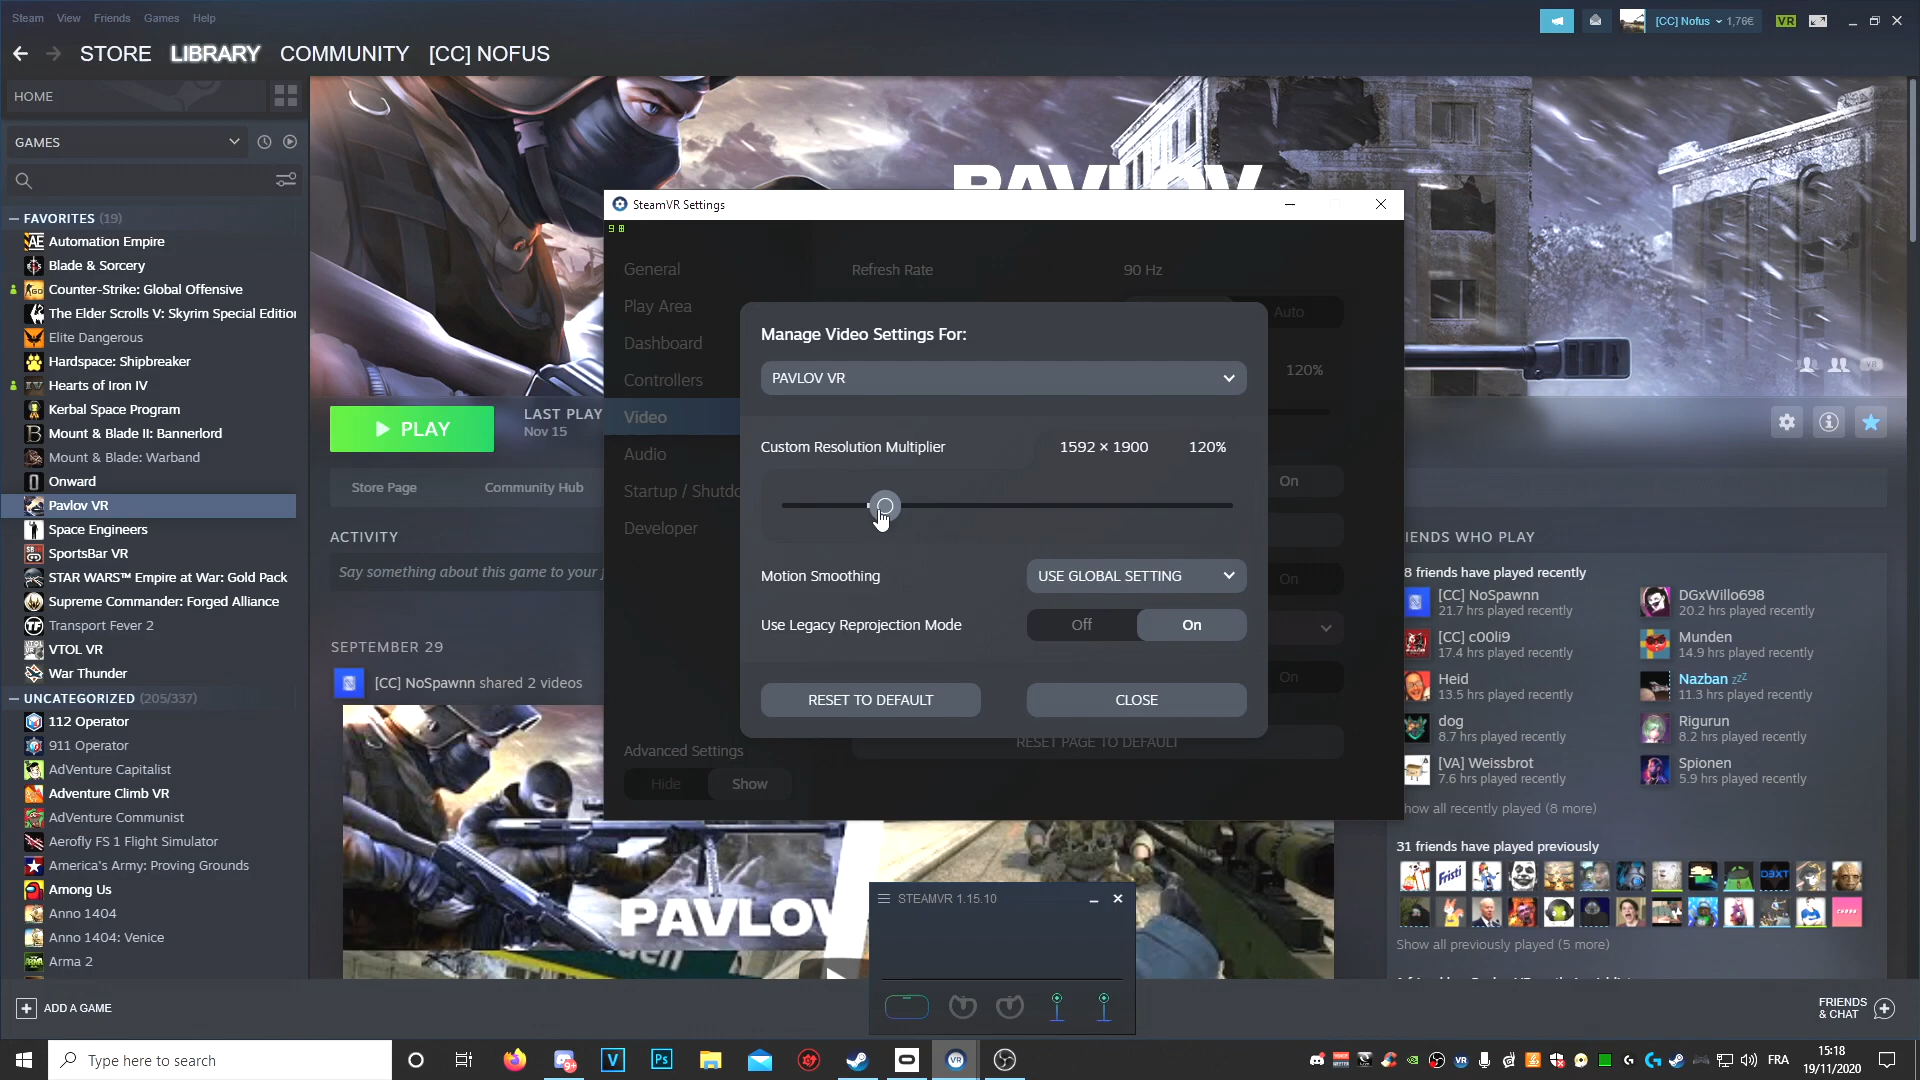 Steam View Friends Games Help
[CC] Nofus 1,76€ VR
STORE LIBRARY COMMUNITY [CC] NOFUS
HOME
GAMES
FAVORITES (19)
Automation Empire
Blade & Sorcery
Counter-Strike: Global Offensive
The Elder Scrolls V: Skyrim Special Editior
Elite Dangerous
Hardspace: Shipbreaker
Hearts of Iron IV
Kerbal Space Program
Mount & Blade II: Bannerlord
Mount & Blade: Warband
Onward
Pavlov VR
Space Engineers
SportsBar VR
STAR WARS™ Empire at War: Gold Pack
Supreme Commander: Forged Alliance
Transport Fever 2
VTOL VR
War Thunder
UNCATEGORIZED (205/337)
112 Operator
911 Operator
AdVenture Capitalist
Adventure Climb VR
AdVenture Communist
Aerofly FS 1 Flight Simulator
America's Army: Proving Grounds
Among Us
Anno 1404
Anno 1404: Venice
Arma 2
ADD A GAME
PAVLOV
PLAY
LAST PLAY
Nov 15
Store Page Community Hub
ACTIVITY
Say something about this game to your f
SEPTEMBER 29
[CC] NoSpawnn shared 2 videos
PAVLOV
SteamVR Settings
90
General
Play Area
Dashboard
Controllers
Video
Audio
Startup / Shutdo
Developer
Advanced Settings
Hide Show
Refresh Rate 90 Hz
Auto
120%
On
On
On
RESET PAGE TO DEFAULT
Manage Video Settings For:
PAVLOV VR
Custom Resolution Multiplier 1592 × 1900 120%
Motion Smoothing USE GLOBAL SETTING
Use Legacy Reprojection Mode Off On
RESET TO DEFAULT CLOSE
STEAMVR 1.15.10
IENDS WHO PLAY
8 friends have played recently
[CC] NoSpawnn
21.7 hrs played recently
DGxWillo698
20.2 hrs played recently
[CC] c00li9
17.4 hrs played recently
Munden
14.9 hrs played recently
Heid
13.5 hrs played recently
Nazban zzZ
11.3 hrs played recently
dog
8.7 hrs played recently
Rigurun
8.2 hrs played recently
[VA] Weissbrot
7.6 hrs played recently
Spionen
5.9 hrs played recently
how all recently played (8 more)
31 friends have played previously
Show all previously played (5 more)
FRIENDS
& CHAT
Type here to search
FRA
15:18
19/11/2020